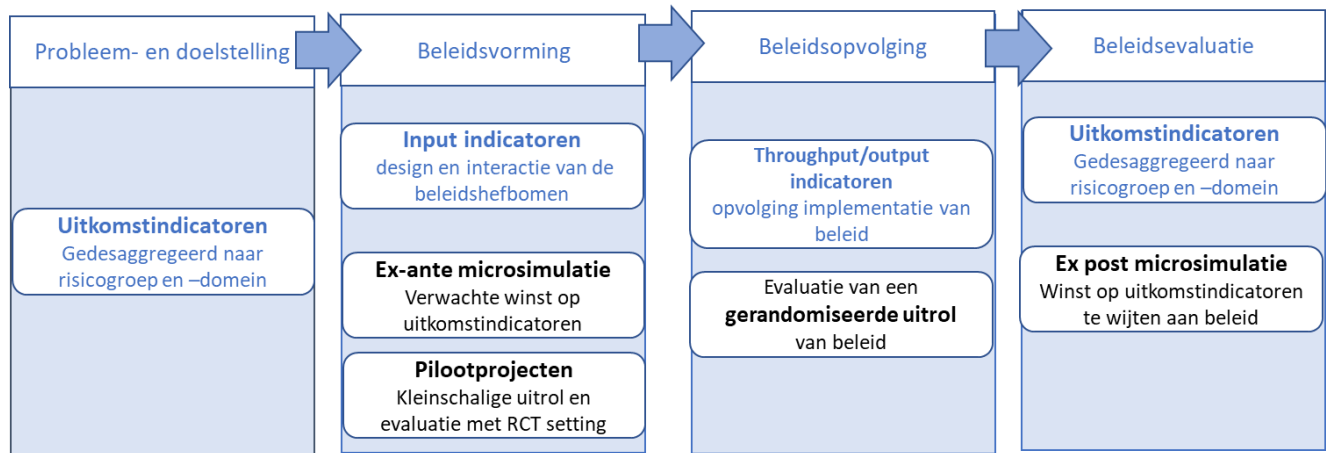 Probleem- en doelstelling
Uitkomstindicatoren
Gedesaggregeerd naar
risicogroep en –domein
Beleidsvorming
Input indicatoren
design en interactie van de
beleidshefbomen
Ex-ante microsimulatie
Verwachte winst op
uitkomstindicatoren
Pilootprojecten
Kleinschalige uitrol en
evaluatie met RCT setting
Beleidsopvolging
Throughput/output
indicatoren
opvolging implementatie van
beleid
Evaluatie van een
gerandomiseerde uitrol
van beleid
Beleidsevaluatie
Uitkomstindicatoren
Gedesaggregeerd naar
risicogroep en –domein
Ex post microsimulatie
Winst op uitkomstindicatoren
te wijten aan beleid